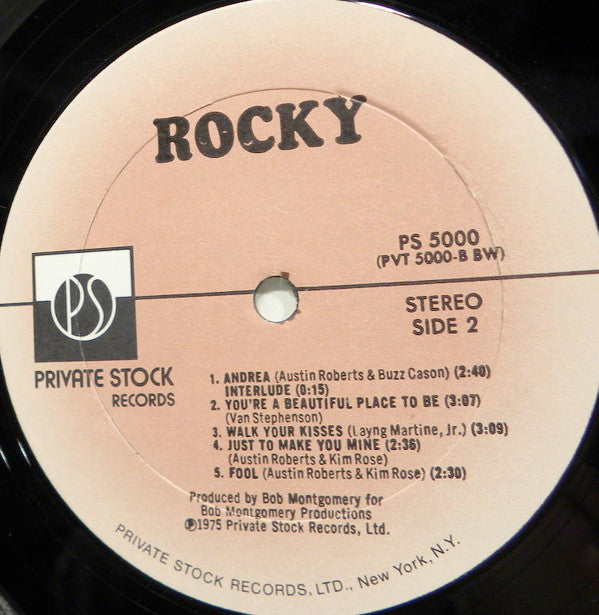 ROCKY
PS 5000
(PVT 5000-B BW)
PS
STEREO
SIDE 2
PRIVATE STOCK
RECORDS
1. ANDREA (Austin Roberts & Buzz Cason) (2:40)
INTERLUDE (0:15)
2. YOU'RE A BEAUTIFUL PLACE TO BE (3:07)
(Van Stephenson)
3. WALK YOUR KISSES (Layng Martine, Jr.) (3:09)
4. JUST TO MAKE YOU MINE (2:36)
(Austin Roberts & Kim Rose)
5. FOOL (Austin Roberts & Kim Rose) (2:30)
Produced by Bob Montgomery for
Bob Montgomery Productions
℗1975 Private Stock Records, Ltd.
PRIVATE STOCK RECORDS, LTD., New York, N.Y.